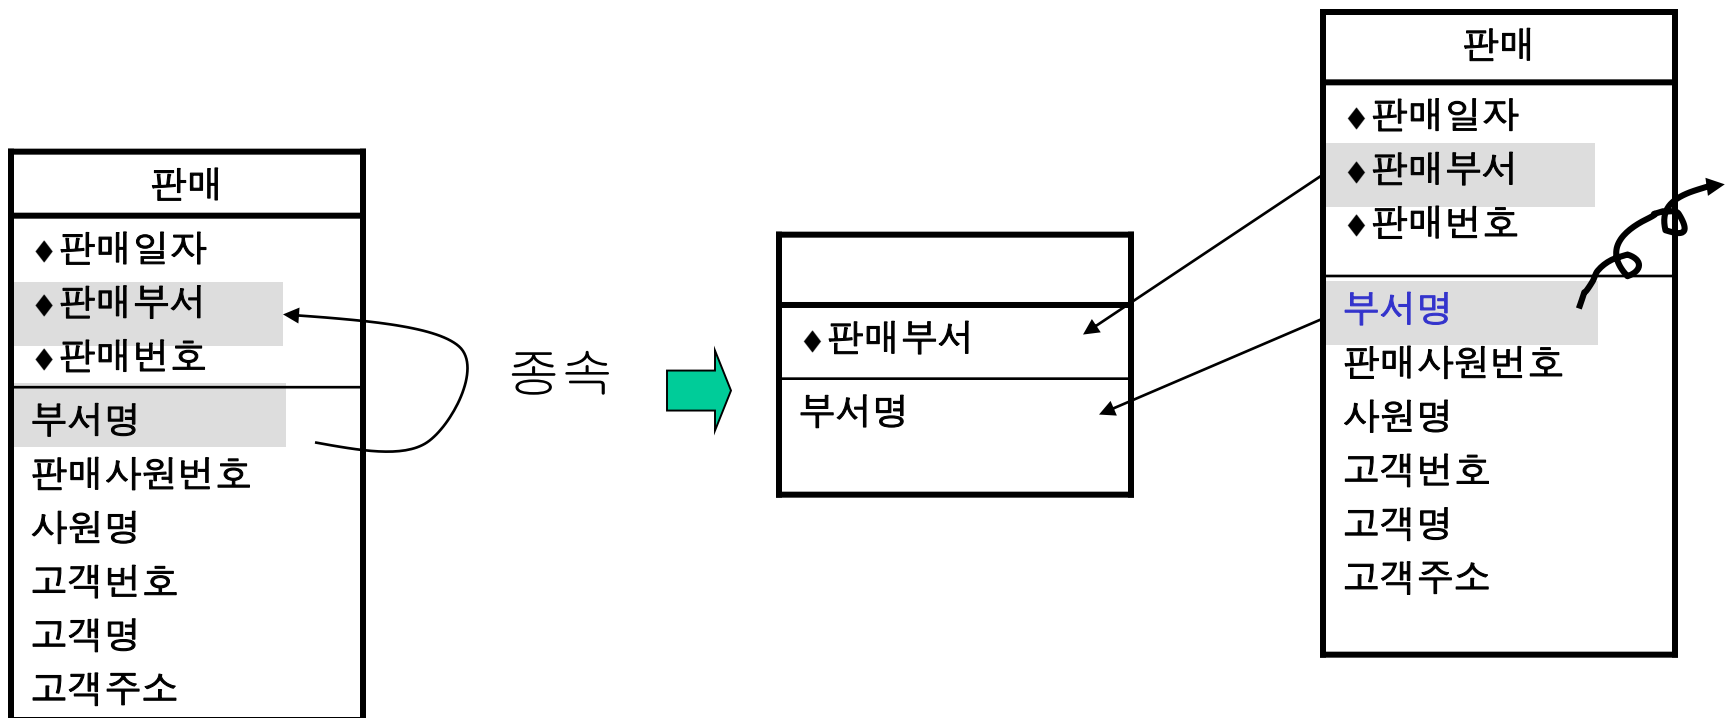 판매
♦판매일자
♦판매부서
♦판매번호
부서명
판매사원번호
사원명
고객번호
고객명
고객주소
종속
♦판매부서
부서명
판매
♦판매일자
♦판매부서
♦판매번호
부서명
판매사원번호
사원명
고객번호
고객명
고객주소